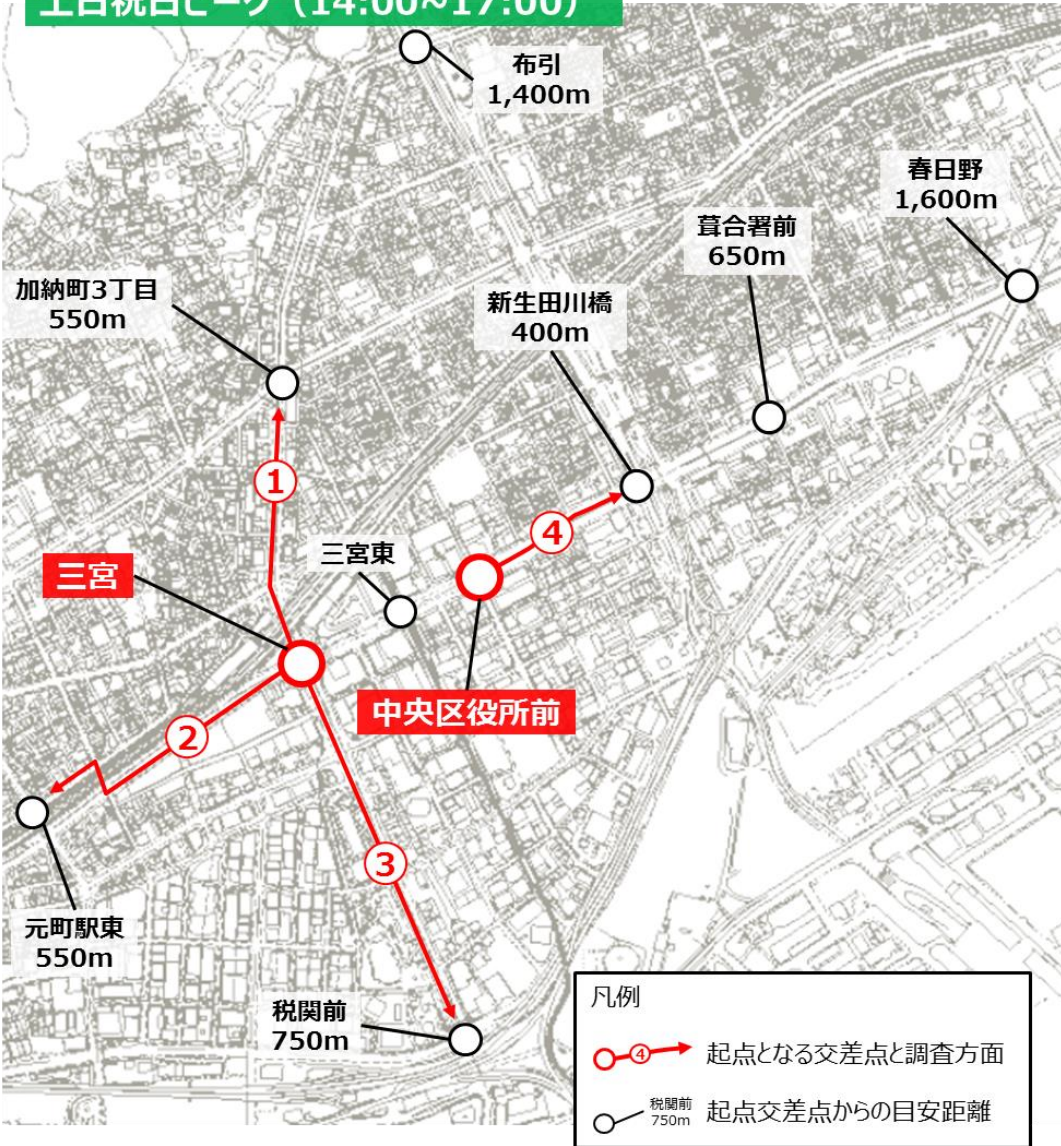 土日祝日ピーク（14:00~17:00）
布引
1,400m
春日野
1,600m
葺合署前
650m
加納町3丁目
550m
新生田川橋
400m
①
④
三宮東
三宮
中央区役所前
②
③
元町駅東
550m
税関前
750m
凡例
④
起点となる交差点と調査方面
税関前
750m
起点交差点からの目安距離